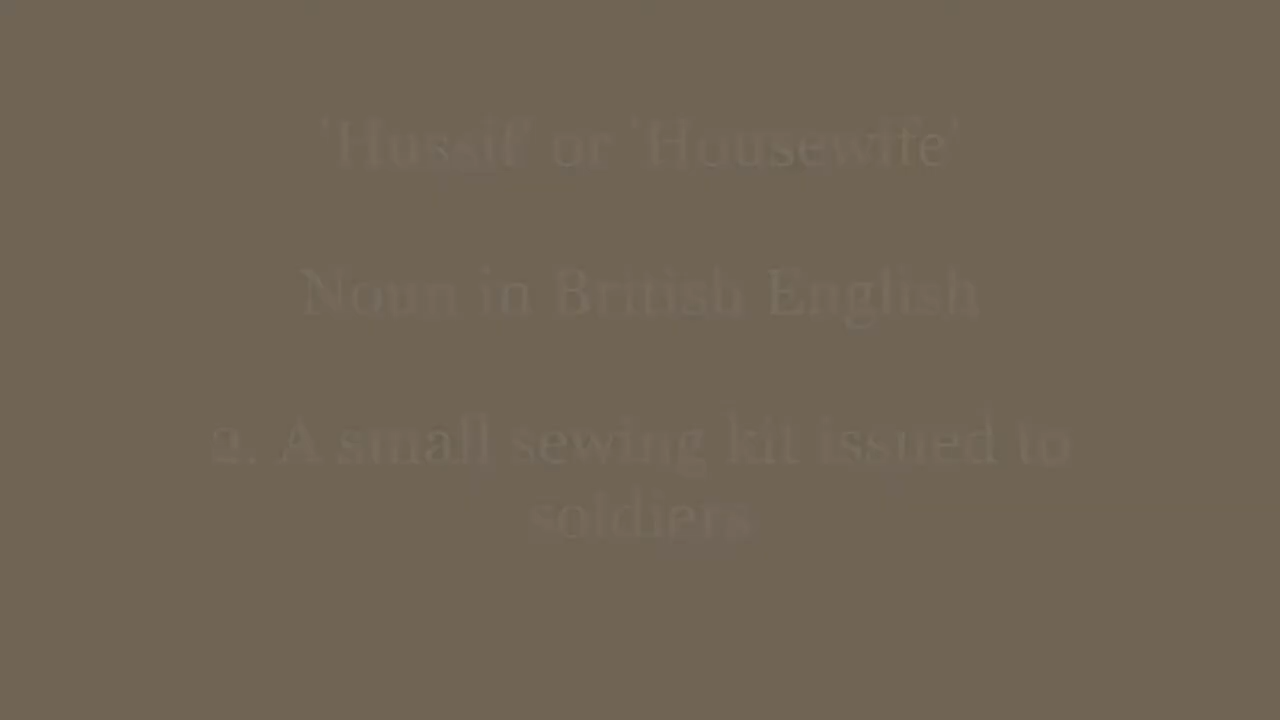 'Hussif' or 'Housewife'
Noun in British English
2. A small sewing kit issued to
soldiers